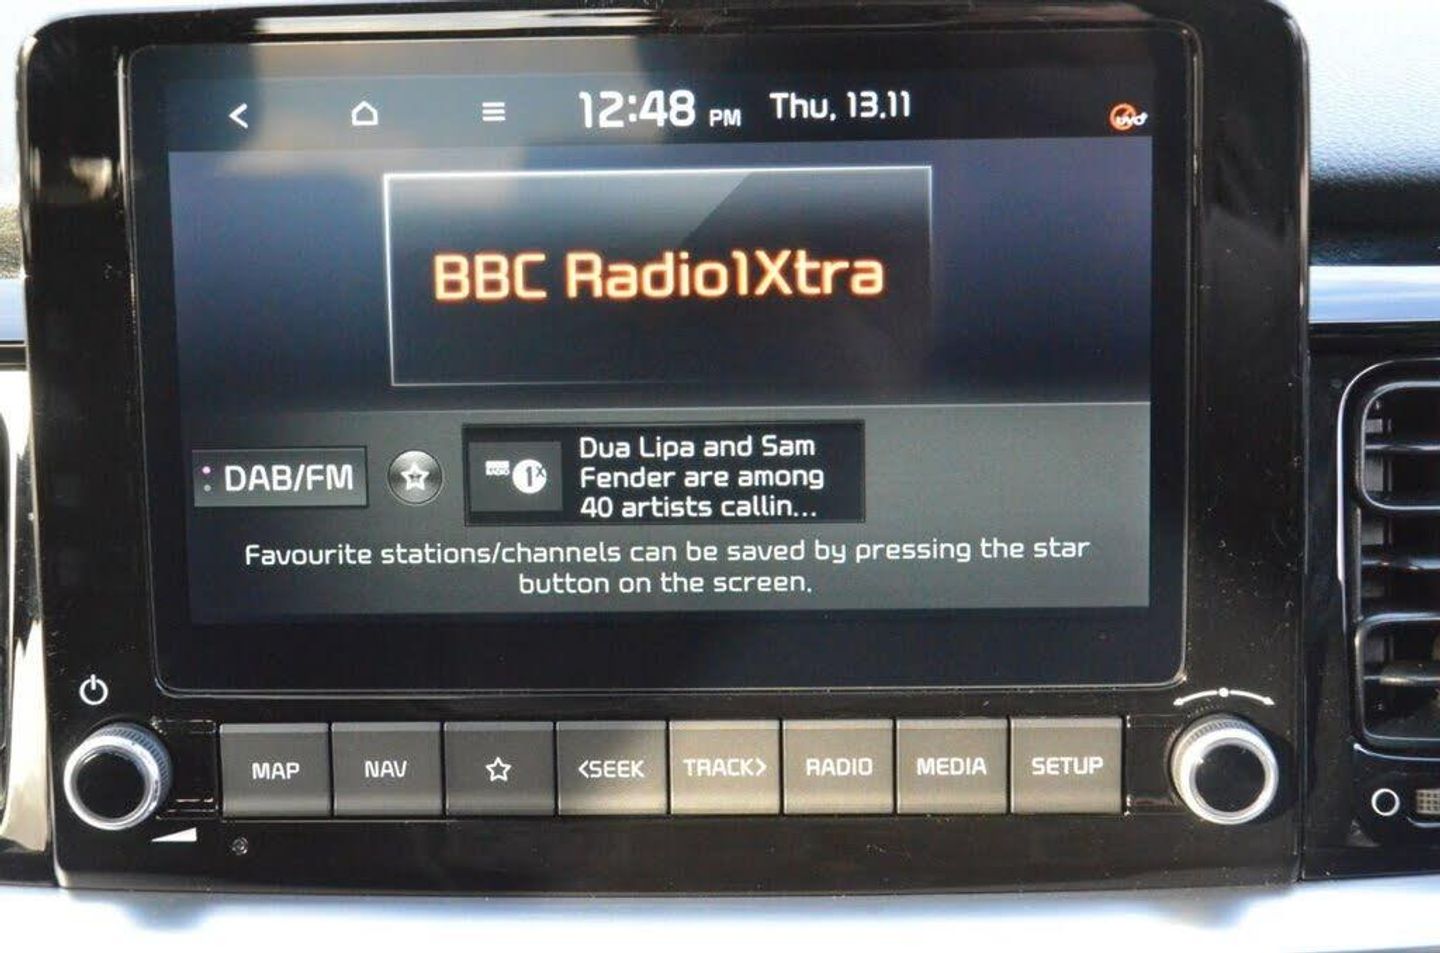 12:48 PM Thu, 13.11
BBC Radio1Xtra
DAB/FM
1X
Dua Lipa and Sam
Fender are among
40 artists callin...
Favourite stations/channels can be saved by pressing the star
button on the screen.
MAP NAV <SEEK TRACK> RADIO MEDIA SETUP